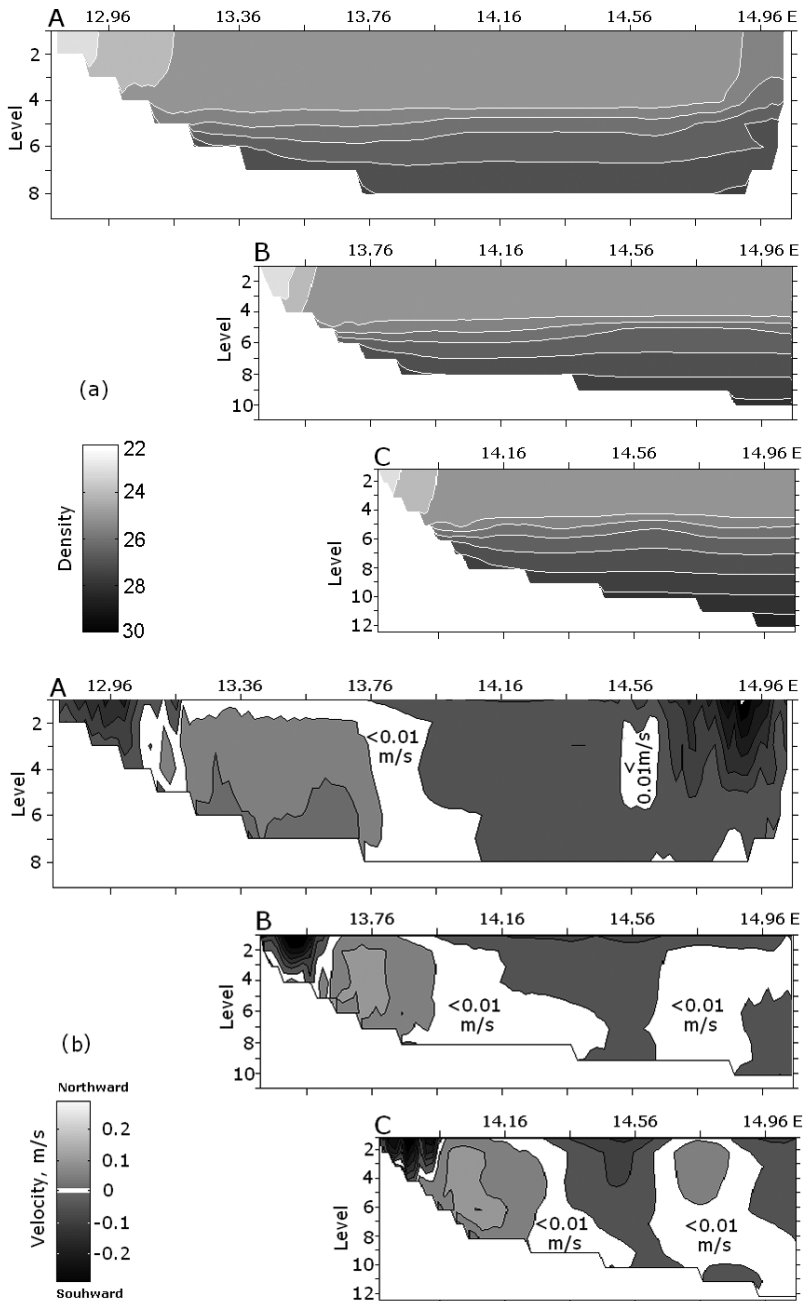 A 12.96 13.36 13.76 14.16 14.56 14.96 E
Level
2
4
6
8
B 13.76 14.16 14.56 14.96 E
Level
2
4
6
8
10
(a)
C 14.16 14.56 14.96 E
Level
2
4
6
8
10
12
Density
22
24
26
28
30
A 12.96 13.36 13.76 14.16 14.56 14.96 E
Level
2
4
6
8
<0.01
m/s
<
0.01m/s
B 13.76 14.16 14.56 14.96 E
Level
2
4
6
8
10
<0.01 <0.01
m/s m/s
(b)
Northward
Velocity, m/s
0.2
0.1
0
-0.1
-0.2
Souhward
C 14.16 14.56 14.96 E
Level
2
4
6
8
10
12
<0.01 <0.01
m/s m/s